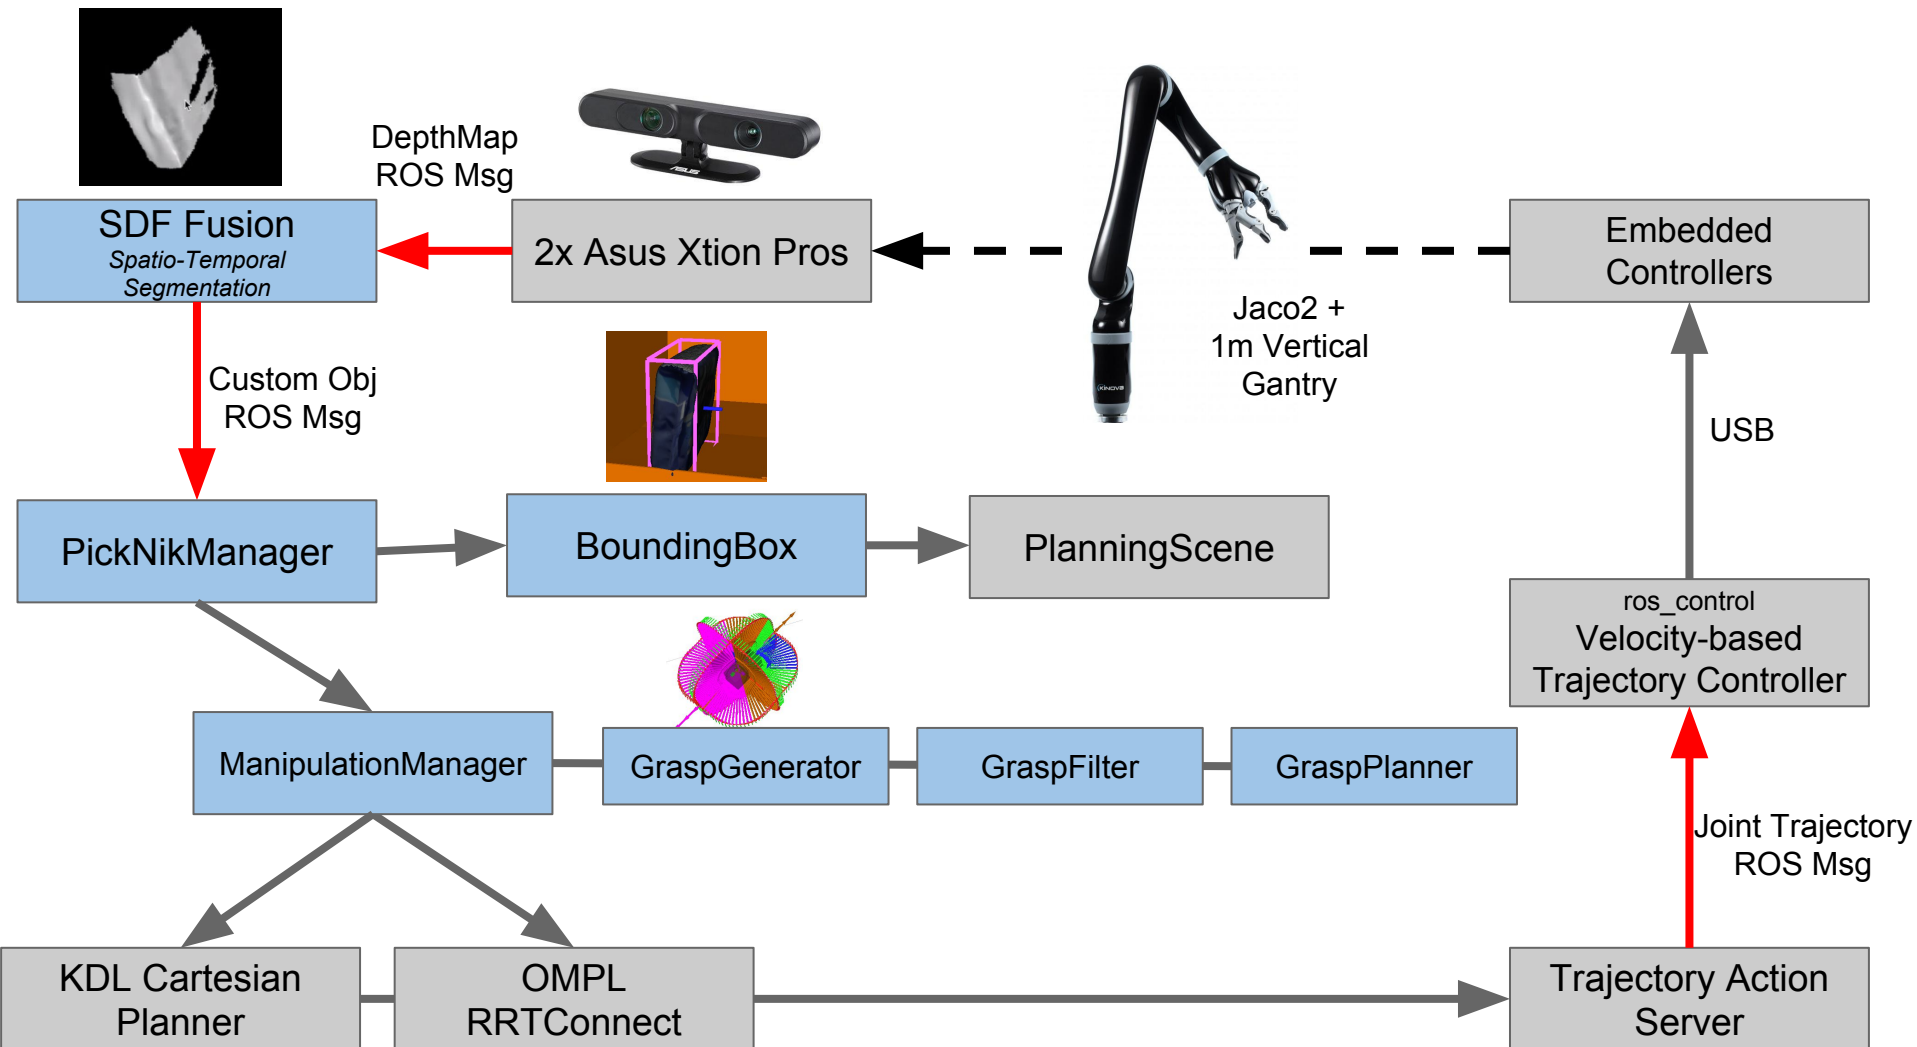 DepthMap
ROS Msg
ASUS
SDF Fusion
Spatio-Temporal
Segmentation
2x Asus Xtion Pros
Embedded
Controllers
Jaco2 +
1m Vertical
Gantry
KINOVA
Custom Obj
ROS Msg
USB
PickNikManager
BoundingBox
PlanningScene
ros_control
Velocity-based
Trajectory Controller
ManipulationManager
GraspGenerator
GraspFilter
GraspPlanner
Joint Trajectory
ROS Msg
KDL Cartesian
Planner
OMPL
RRTConnect
Trajectory Action
Server